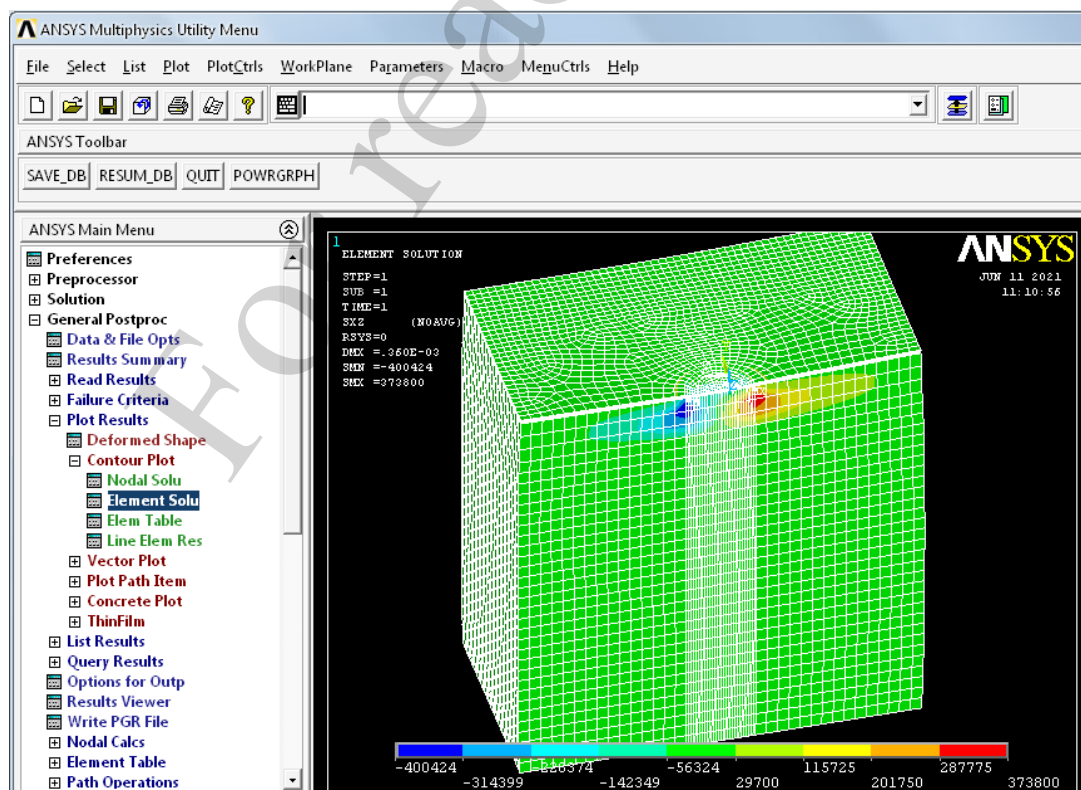 ANSYS Multiphysics Utility Menu
File Select List Plot PlotCtrls WorkPlane Parameters Macro MenuCtrls Help
ANSYS Toolbar
SAVE_DB RESUM_DB QUIT POWRGRPH
ANSYS Main Menu
Preferences
Preprocessor
Solution
General Postproc
Data & File Opts
Results Summary
Read Results
Failure Criteria
Plot Results
Deformed Shape
Contour Plot
Nodal Solu
Element Solu
Elem Table
Line Elem Res
Vector Plot
Plot Path Item
Concrete Plot
ThinFilm
List Results
Query Results
Options for Outp
Results Viewer
Write PGR File
Nodal Calcs
Element Table
Path Operations
1
ELEMENT SOLUTION
STEP=1
SUB =1
TIME=1
SXZ (NOAVG)
RSYS=0
DMX =.360E-03
SMN =-400424
SMX =373800
ANSYS
JUN 11 2021
11:10:56
-400424 -228374 -56324 115725 287775
-314399 -142349 29700 201750 373800
For read